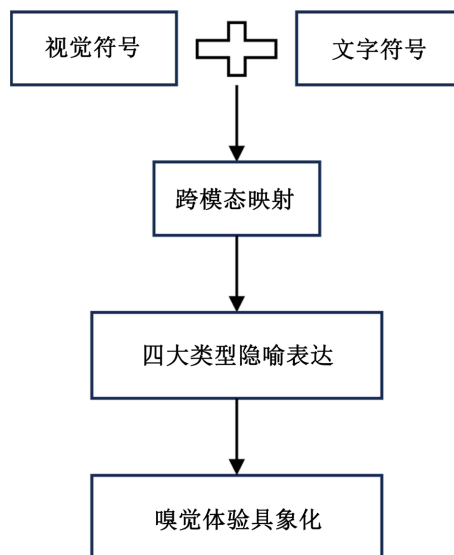 视觉符号
文字符号
跨模态映射
四大类型隐喻表达
嗅觉体验具象化